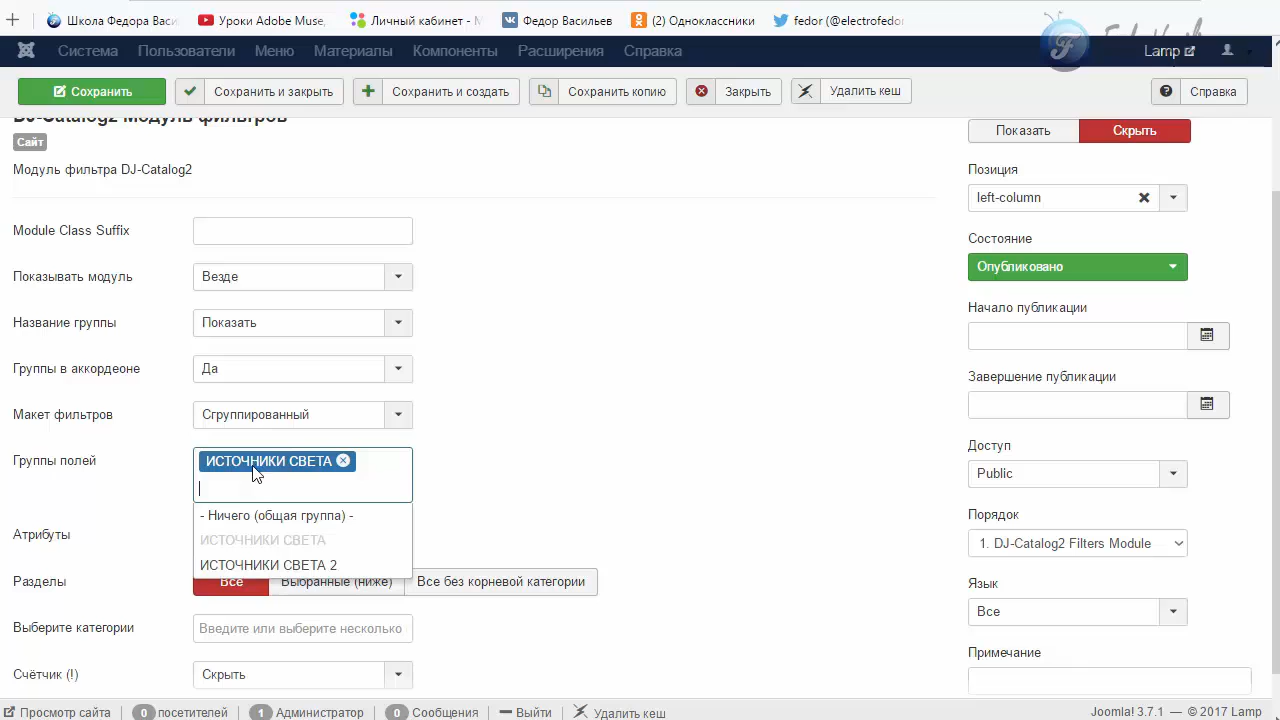 Школа Федора Васи
Уроки Adobe Muse,
Личный кабинет - М
Федор Васильев
(2) Одноклассники
fedor (@electrofedor
Система Пользователи Меню Материалы Компоненты Расширения Справка Lamp
Сохранить Сохранить и закрыть Сохранить и создать Сохранить копию Закрыть Удалить кеш Справка
DJ-Catalog2 Модуль фильтров
Сайт
Модуль фильтра DJ-Catalog2
Module Class Suffix
Показывать модуль Везде
Название группы Показать
Группы в аккордеоне Да
Макет фильтров Сгруппированный
Группы полей ИСТОЧНИКИ СВЕТА
- Ничего (общая группа) -
ИСТОЧНИКИ СВЕТА
ИСТОЧНИКИ СВЕТА 2
Атрибуты
Разделы Все Выбранные (ниже) Все без корневой категории
Выберите категории Введите или выберите несколько
Счётчик (!) Скрыть
Показать Скрыть
Позиция
left-column
Состояние
Опубликовано
Начало публикации
Завершение публикации
Доступ
Public
Порядок
1. DJ-Catalog2 Filters Module
Язык
Все
Примечание
Просмотр сайта 0 посетителей 1 Администратор 0 Сообщения Выйти Удалить кеш Joomla! 3.7.1 — © 2017 Lamp